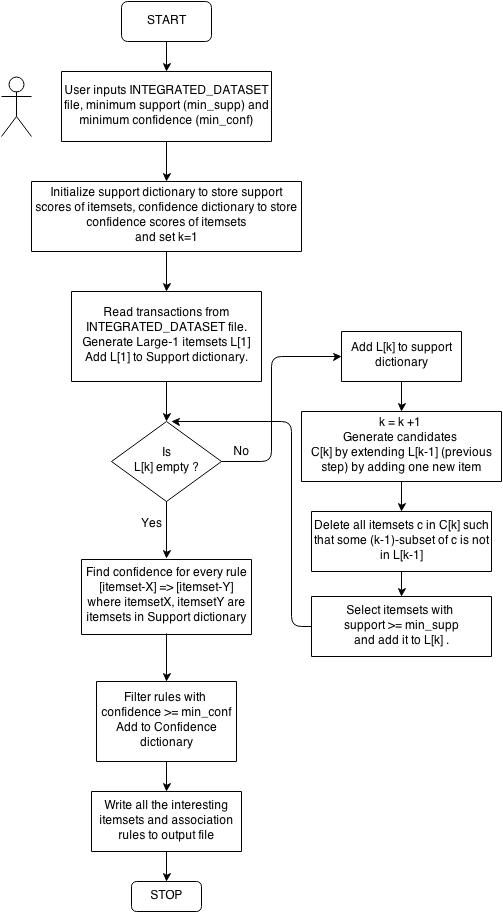 START
User inputs INTEGRATED_DATASET
file, minimum support (min_supp) and
minimum confidence (min_conf)
Initialize support dictionary to store support
scores of itemsets, confidence dictionary to store
confidence scores of itemsets
and set k=1
Read transactions from
INTEGRATED_DATASET file.
Generate Large-1 itemsets L[1]
Add L[1] to Support dictionary.
Is
L[k] empty ?
No
Add L[k] to support
dictionary
k = k +1
Generate candidates
C[k] by extending L[k-1] (previous
step) by adding one new item
Delete all itemsets c in C[k] such
that some (k-1)-subset of c is not
in L[k-1]
Select itemsets with
support >= min_supp
and add it to L[k] .
Yes
Find confidence for every rule
[itemset-X] => [itemset-Y]
where itemsetX, itemsetY are
itemsets in Support dictionary
Filter rules with
confidence >= min_conf
Add to Confidence
dictionary
Write all the interesting
itemsets and association
rules to output file
STOP